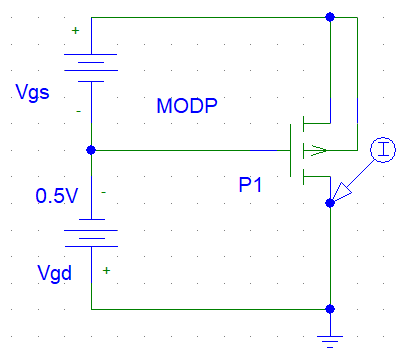 +
Vgs
-
MODP
I
P1
0.5V
-
Vgd
+